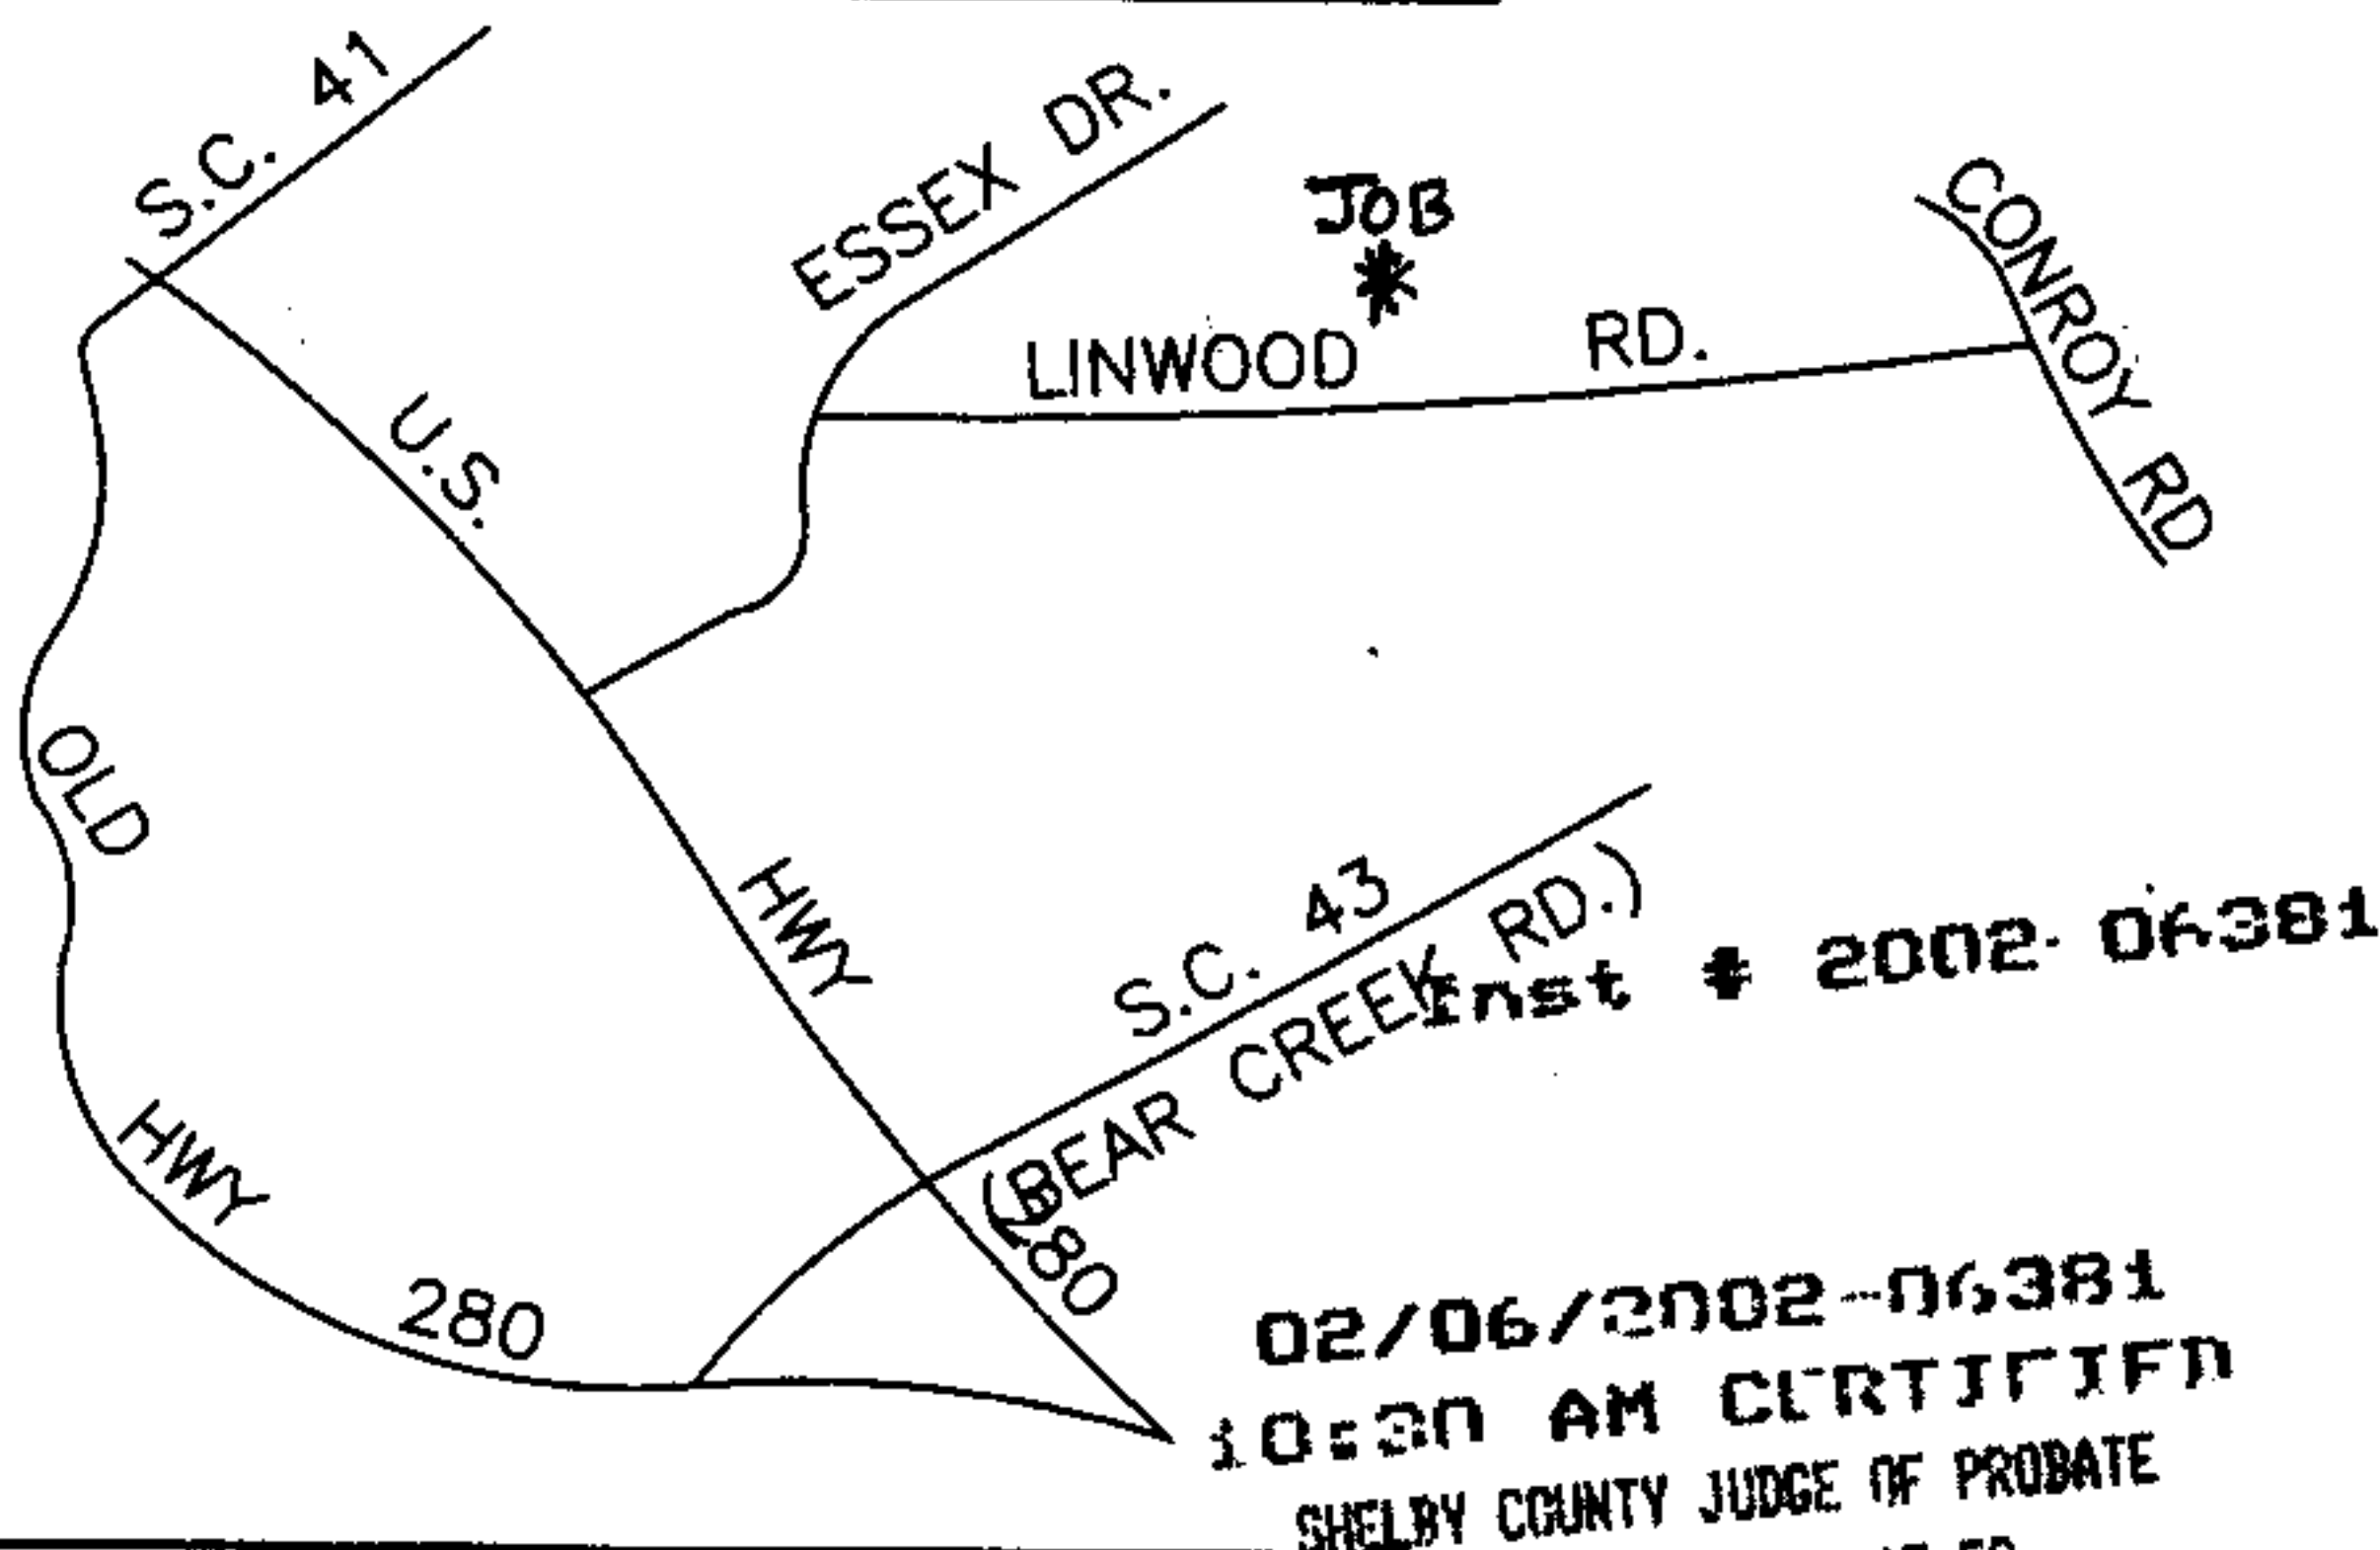 S.C. 41
ESSEX DR.
JOB
*
CONROY RD
LINWOOD RD.
U.S. HWY 280
OLD HWY 280
S.C. 43
(BEAR CREEK RD.)
Inst # 2002-06381
02/06/2002-06381
10:30 AM CERTIFIED
SHELBY COUNTY JUDGE OF PROBATE